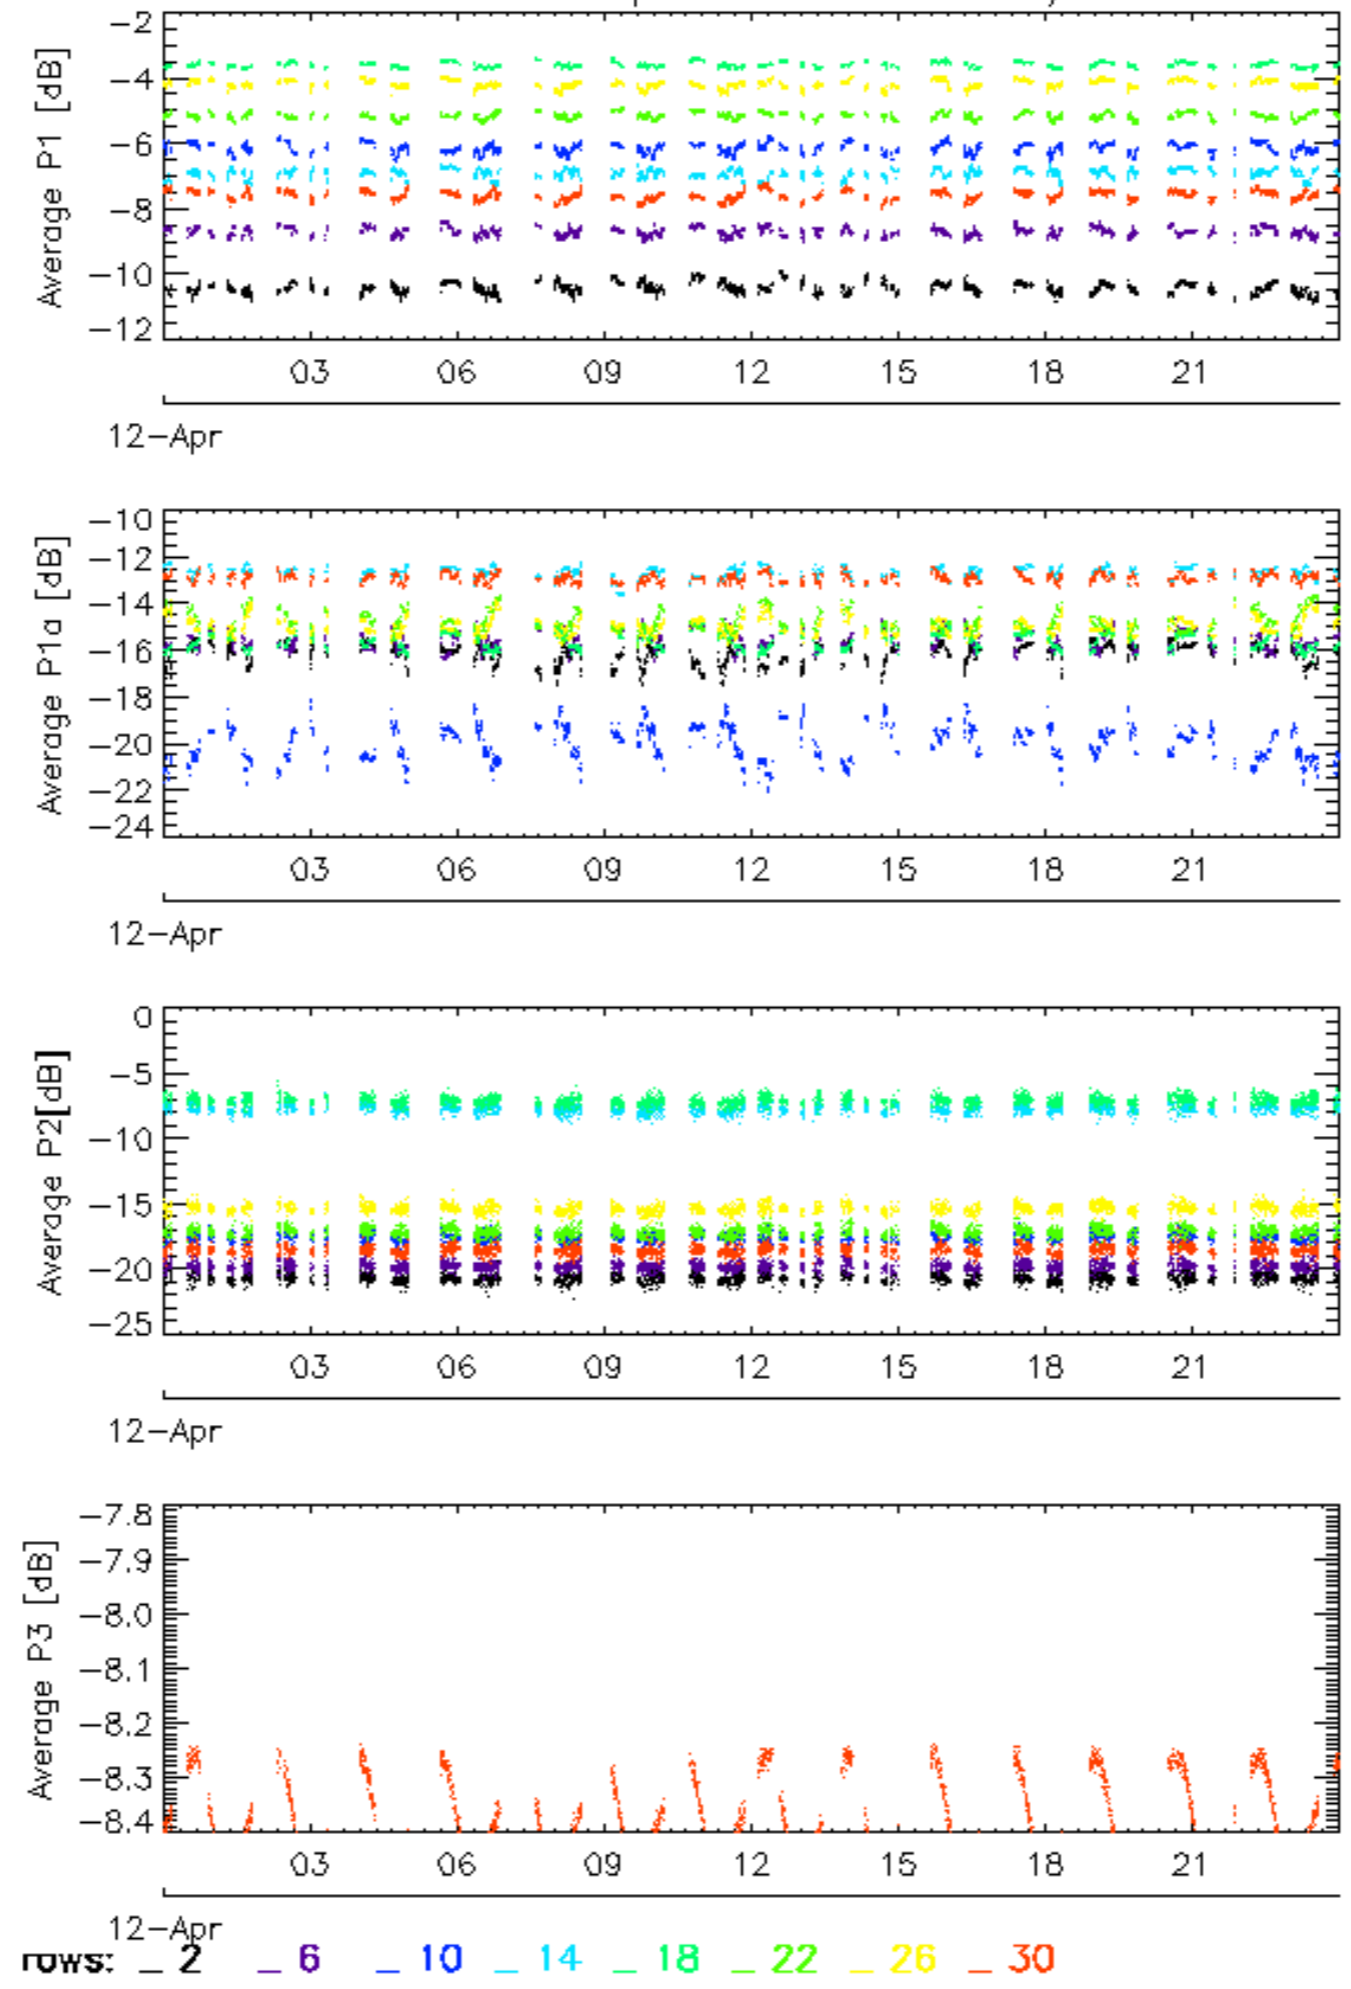 Average P1 [dB]
-2
-4
-6
-8
-10
-12
03 06 09 12 15 18 21
12-Apr
Average P1a [dB]
-10
-12
-14
-16
-18
-20
-22
-24
03 06 09 12 15 18 21
12-Apr
Average P2[dB]
0
-5
-10
-15
-20
-25
03 06 09 12 15 18 21
12-Apr
Average P3 [dB]
-7.8
-7.9
-8.0
-8.1
-8.2
-8.3
-8.4
03 06 09 12 15 18 21
12-Apr
rows: _ 2 _ 6 _ 10 _ 14 _ 18 _ 22 _ 26 _ 30